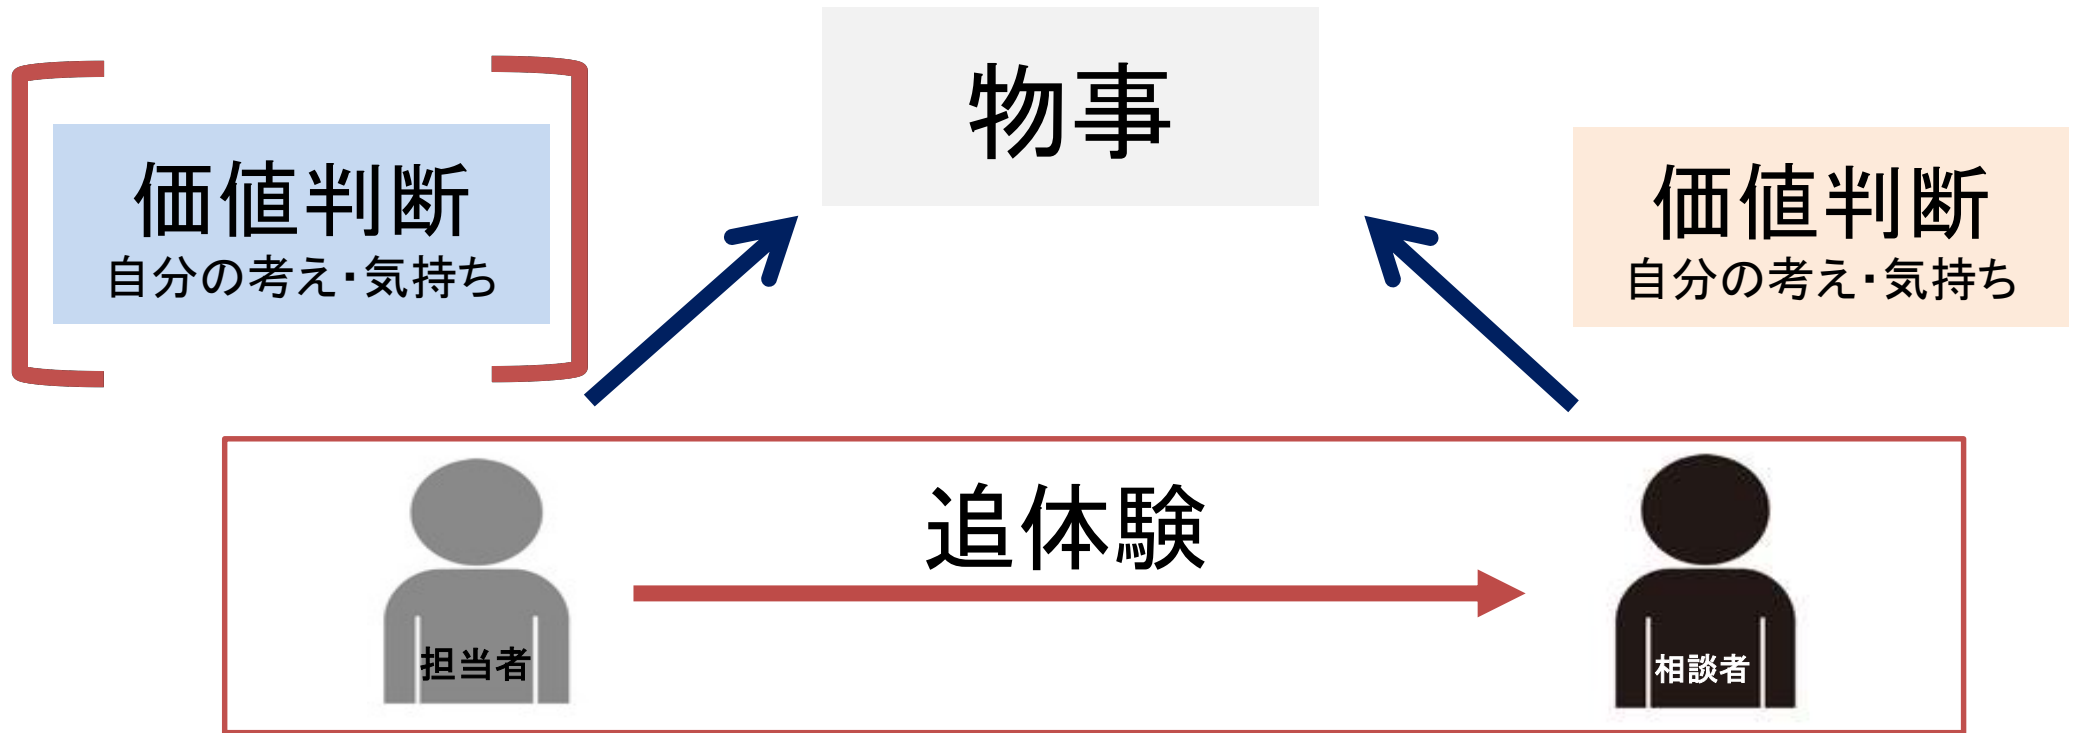 物事
価値判断
自分の考え・気持ち
価値判断
自分の考え・気持ち
追体験
担当者
相談者